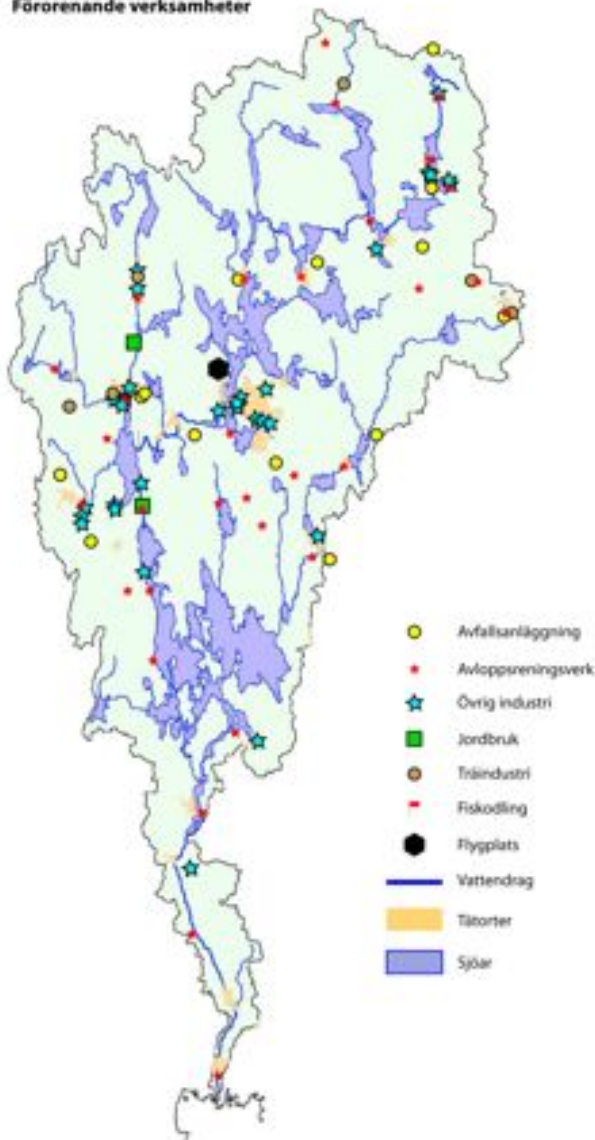 Förorenande verksamheter
Avfallsanläggning
Avloppsreningsverk
Övrig industri
Jordbruk
Träindustri
Fiskodling
Flygplats
Vattendrag
Tätorter
Sjöar